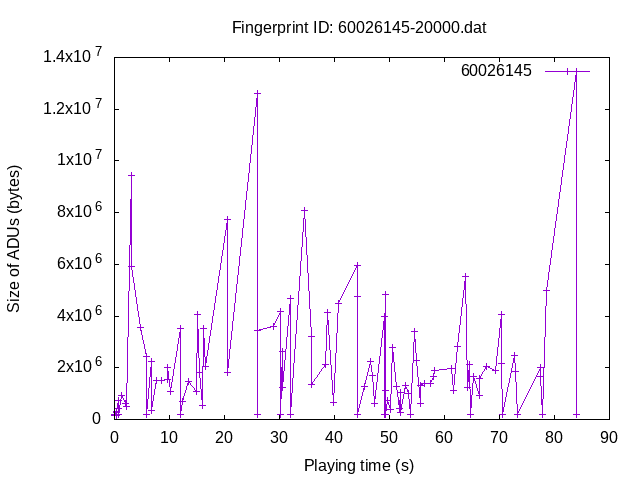 Fingerprint ID: 60026145-20000.dat
60026145
Size of ADUs (bytes)
1.4x10^7
1.2x10^7
1x10^7
8x10^6
6x10^6
4x10^6
2x10^6
0
0 10 20 30 40 50 60 70 80 90
Playing time (s)